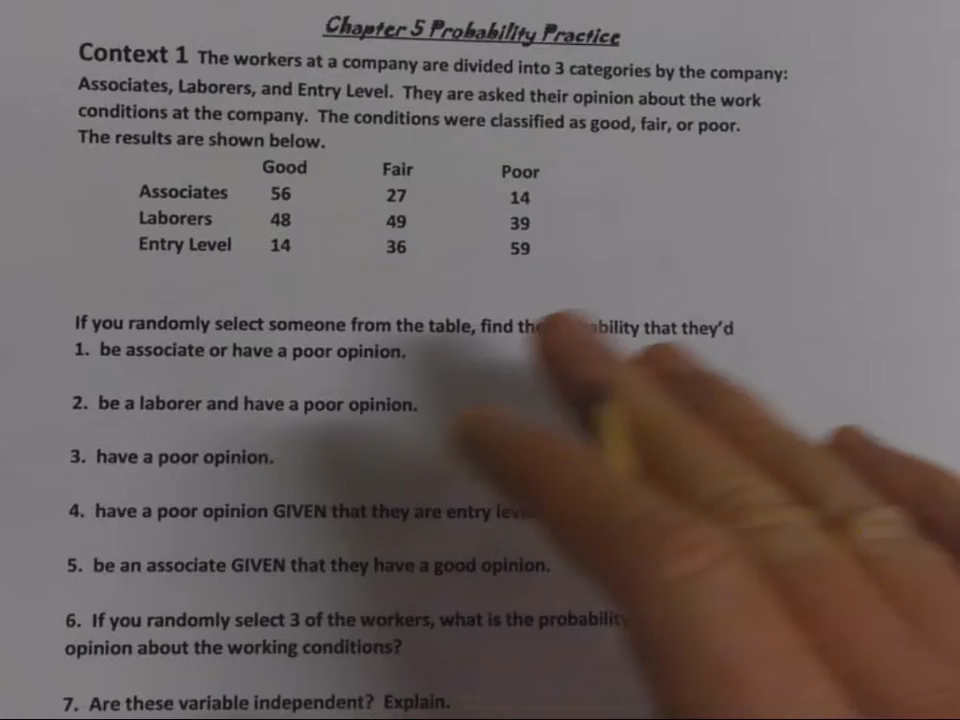 Chapter 5 Probability Practice
Context 1 The workers at a company are divided into 3 categories by the company:
Associates, Laborers, and Entry Level. They are asked their opinion about the work
conditions at the company. The conditions were classified as good, fair, or poor.
The results are shown below.
Good Fair Poor
Associates 56 27 14
Laborers 48 49 39
Entry Level 14 36 59
If you randomly select someone from the table, find that they'd
1. be associate or have a poor opinion.
2. be a laborer and have a poor opinion.
3. have a poor opinion.
4. have a poor opinion GIVEN that they are entry
5. be an associate GIVEN that they have a good opinion.
6. If you randomly select 3 of the workers, what is the probability
opinion about the working conditions?
7. Are these variable independent? Explain.